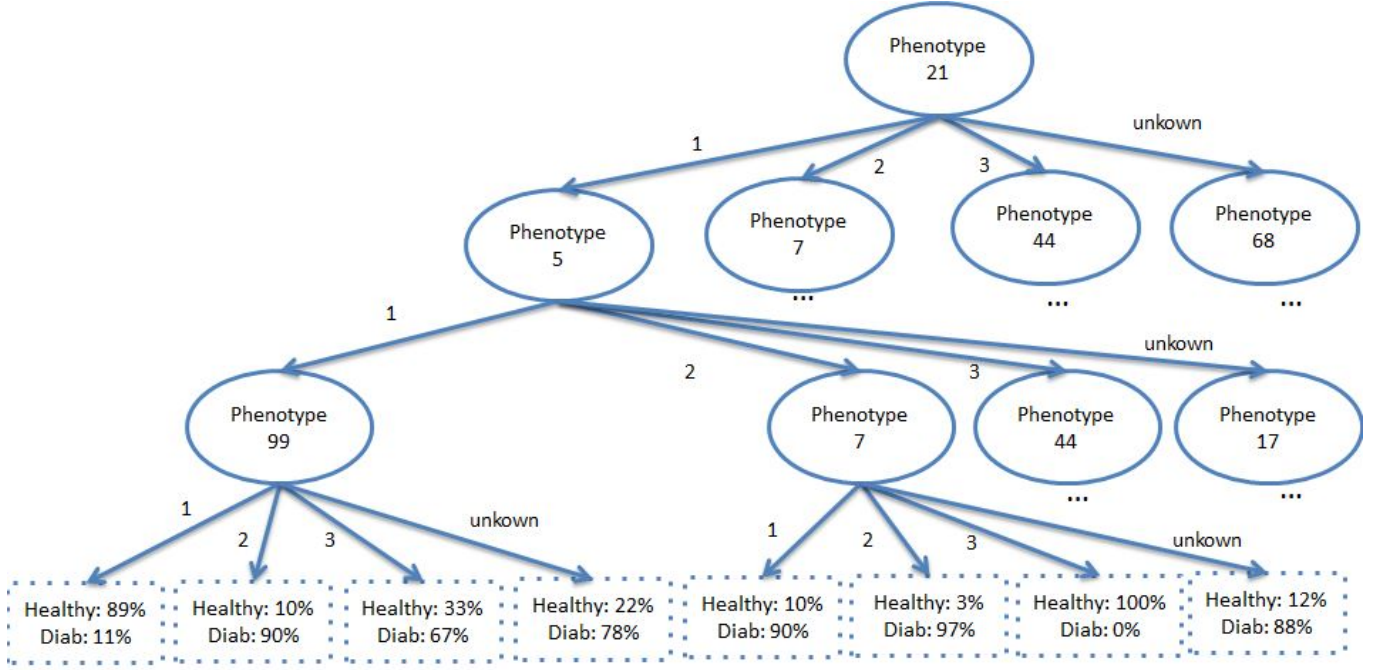 Phenotype
21
1
2
3
unkown
Phenotype
5
Phenotype
7
...
Phenotype
44
...
Phenotype
68
...
1
2
3
unkown
Phenotype
99
Phenotype
7
Phenotype
44
...
Phenotype
17
...
1
2
3
unkown
1
2
3
unkown
Healthy: 89%
Diab: 11%
Healthy: 10%
Diab: 90%
Healthy: 33%
Diab: 67%
Healthy: 22%
Diab: 78%
Healthy: 10%
Diab: 90%
Healthy: 3%
Diab: 97%
Healthy: 100%
Diab: 0%
Healthy: 12%
Diab: 88%